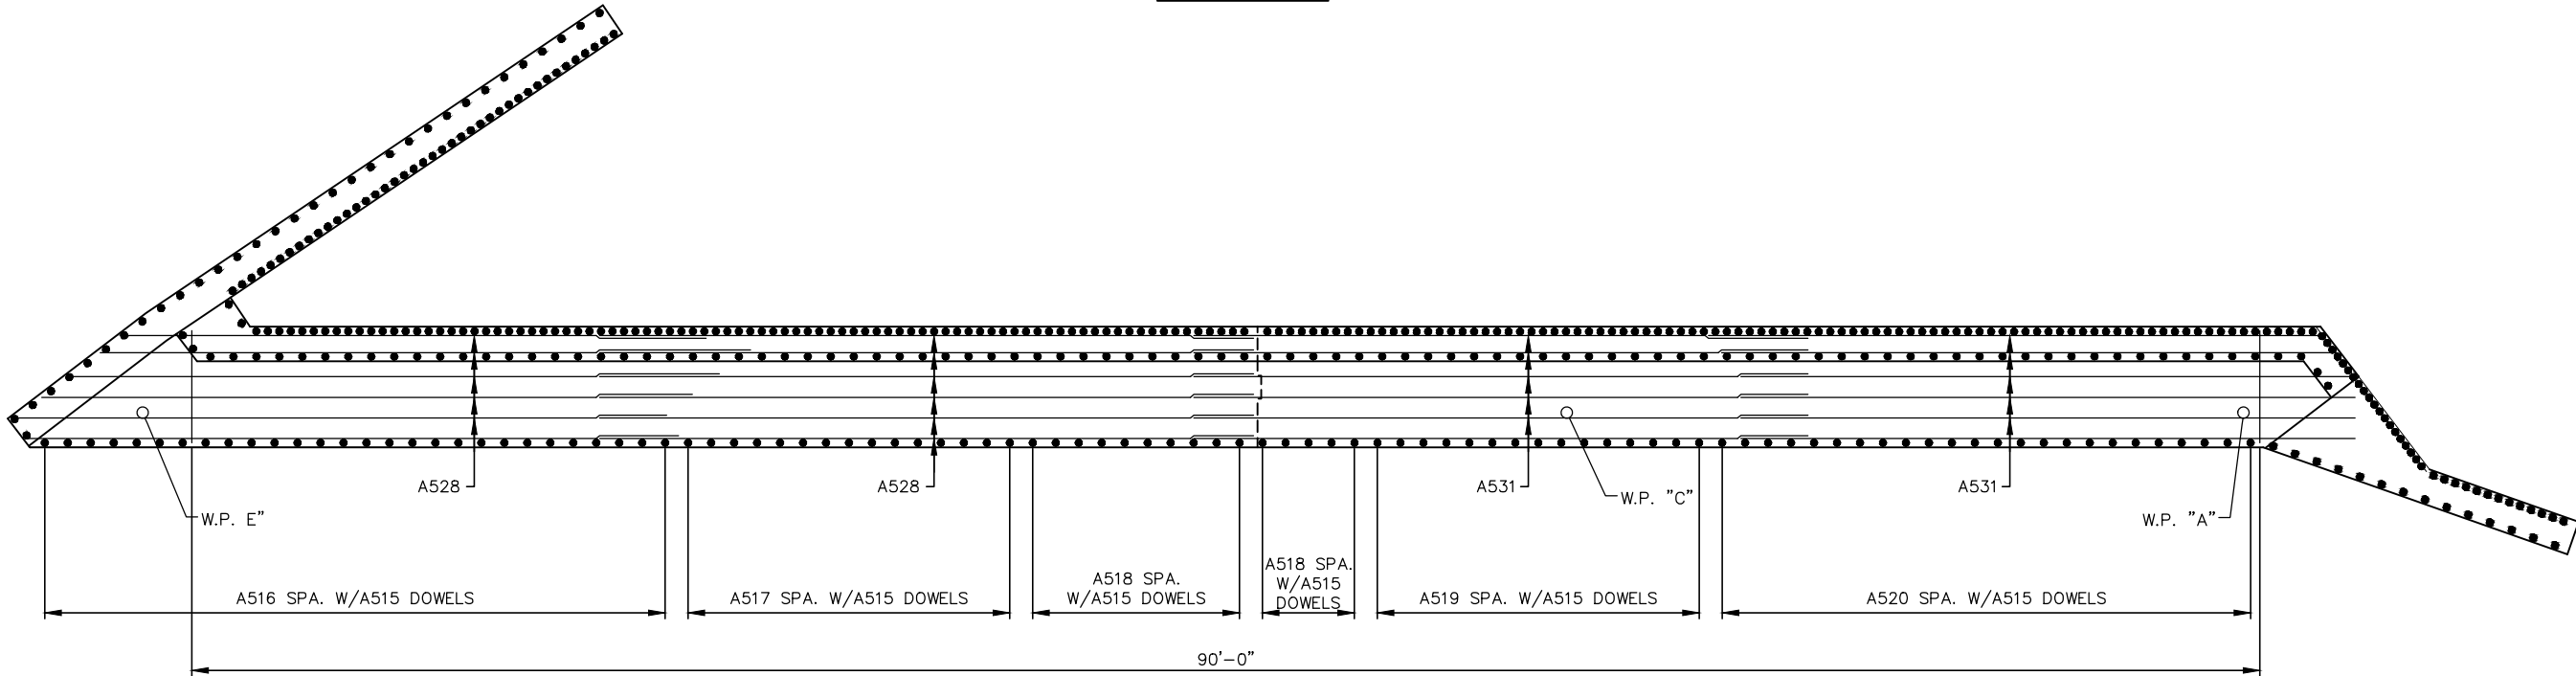 A528
A528
A531
A531
W.P. E"
W.P. "C"
W.P. "A"
A516 SPA. W/A515 DOWELS
A517 SPA. W/A515 DOWELS
A518 SPA.
W/A515 DOWELS
A518 SPA.
W/A515
DOWELS
A519 SPA. W/A515 DOWELS
A520 SPA. W/A515 DOWELS
90'-0"